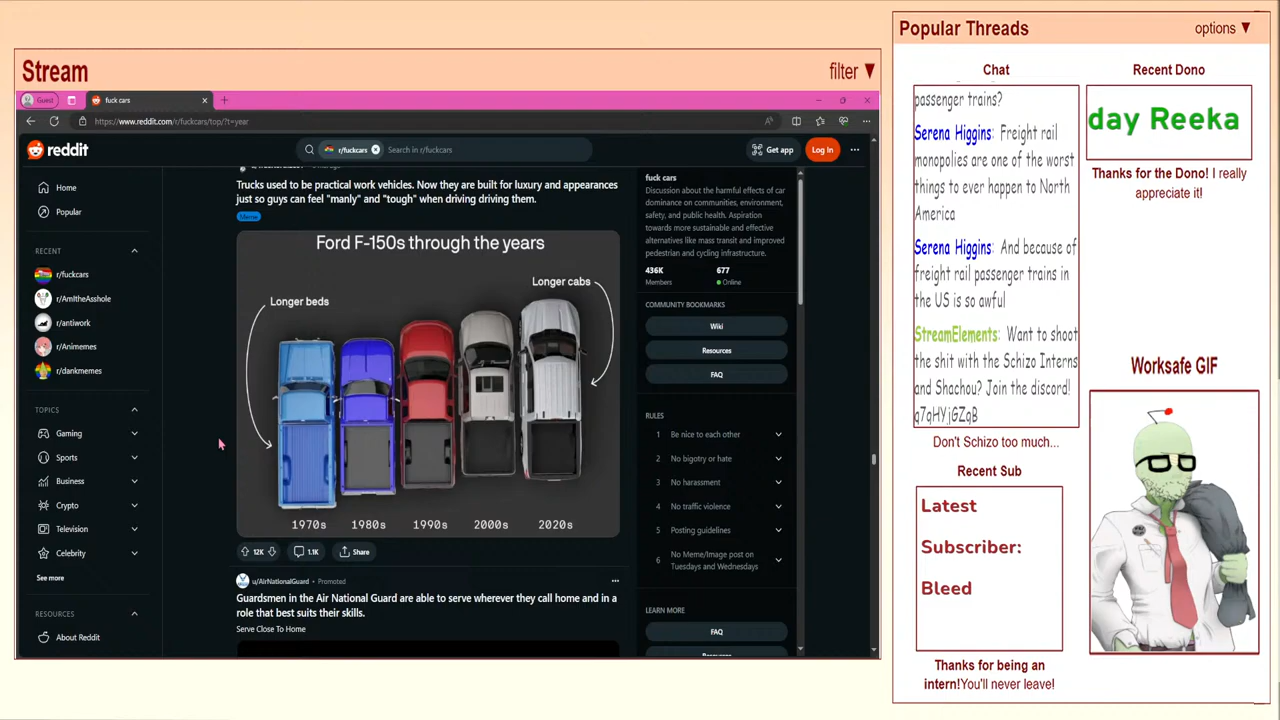 Stream
filter ▼
Guest
fuck cars
https://www.reddit.com/r/fuckcars/top/?t=year
reddit
r/fuckcars
Search in r/fuckcars
Get app
Log In
Home
Popular
RECENT
r/fuckcars
r/AmItheAsshole
r/antiwork
r/Animemes
r/dankmemes
TOPICS
Gaming
Sports
Business
Crypto
Television
Celebrity
See more
RESOURCES
About Reddit
Trucks used to be practical work vehicles. Now they are built for luxury and appearances
just so guys can feel "manly" and "tough" when driving driving them.
Meme
Ford F-150s through the years
Longer beds
Longer cabs
1970s
1980s
1990s
2000s
2020s
12K
1.1K
Share
u/AirNationalGuard • Promoted
Guardsmen in the Air National Guard are able to serve wherever they call home and in a
role that best suits their skills.
Serve Close To Home
fuck cars
Discussion about the harmful effects of car
dominance on communities, environment,
safety, and public health. Aspiration
towards more sustainable and effective
alternatives like mass transit and improved
pedestrian and cycling infrastructure.
436K
677
Members
Online
COMMUNITY BOOKMARKS
Wiki
Resources
FAQ
RULES
1 Be nice to each other
2 No bigotry or hate
3 No harassment
4 No traffic violence
5 Posting guidelines
6 No Meme/Image post on
Tuesdays and Wednesdays
LEARN MORE
FAQ
Popular Threads
options ▼
Chat
passenger trains?
Serena Higgins: Freight rail
monopolies are one of the worst
things to ever happen to North
America
Serena Higgins: And because of
freight rail passenger trains in
the US is so awful
StreamElements: Want to shoot
the shit with the Schizo Interns
and Shachou? Join the discord!
q7qHYjGZqB
Don't Schizo too much...
Recent Sub
Latest
Subscriber:
Bleed
Thanks for being an
intern!You'll never leave!
Recent Dono
day Reeka
Thanks for the Dono! I really
appreciate it!
Worksafe GIF